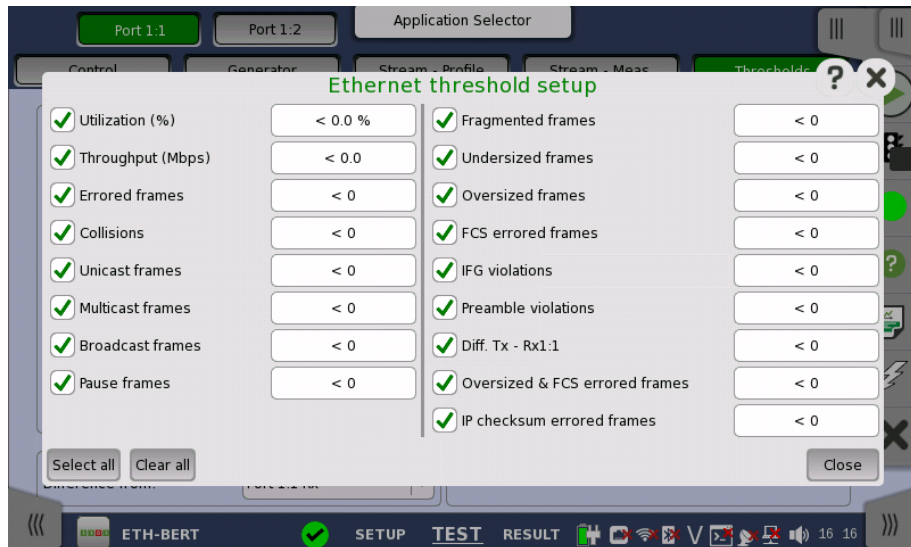 Application Selector
Port 1:1
Port 1:2
Control
Generator
Stream - Profile
Stream - Meas
Thresholds
Ethernet threshold setup
?
Utilization (%)
< 0.0 %
Fragmented frames
< 0
Throughput (Mbps)
< 0.0
Undersized frames
< 0
Errored frames
< 0
Oversized frames
< 0
Collisions
< 0
FCS errored frames
< 0
Unicast frames
< 0
IFG violations
< 0
Multicast frames
< 0
Preamble violations
< 0
Broadcast frames
< 0
Diff. Tx - Rx1:1
< 0
Pause frames
< 0
Oversized & FCS errored frames
< 0
IP checksum errored frames
< 0
Select all
Clear all
Close
Difference from:
Port 1:1 Rx
ETH-BERT
SETUP
TEST
RESULT
V
16 16